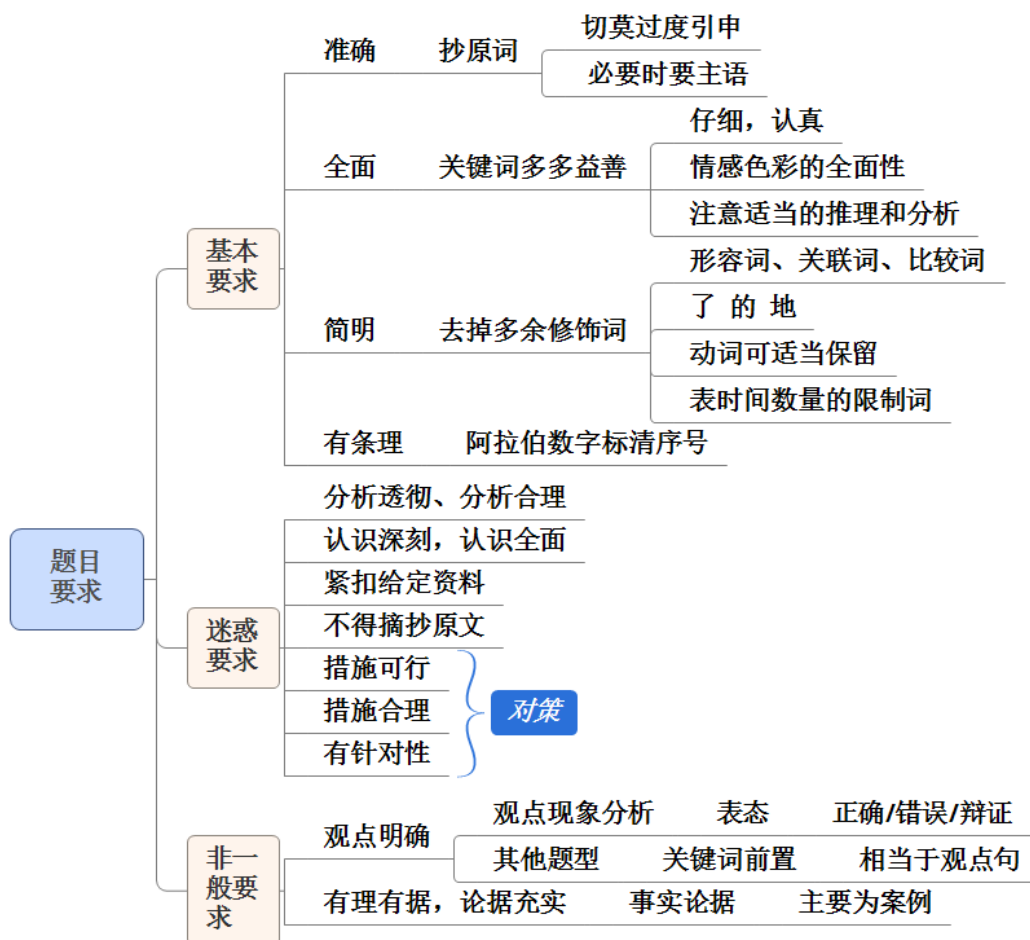 准确 抄原词 切莫过度引申
必要时要主语
全面 关键词多多益善 仔细，认真
情感色彩的全面性
注意适当的推理和分析
基本
要求
简明 去掉多余修饰词 形容词、关联词、比较词
了 的 地
动词可适当保留
表时间数量的限制词
有条理 阿拉伯数字标清序号
题目
要求
迷惑
要求
分析透彻、分析合理
认识深刻，认识全面
紧扣给定资料
不得摘抄原文
措施可行
措施合理
有针对性
对策
非一
般要
求
观点明确 观点现象分析 表态 正确/错误/辩证
其他题型 关键词前置 相当于观点句
有理有据，论据充实 事实论据 主要为案例